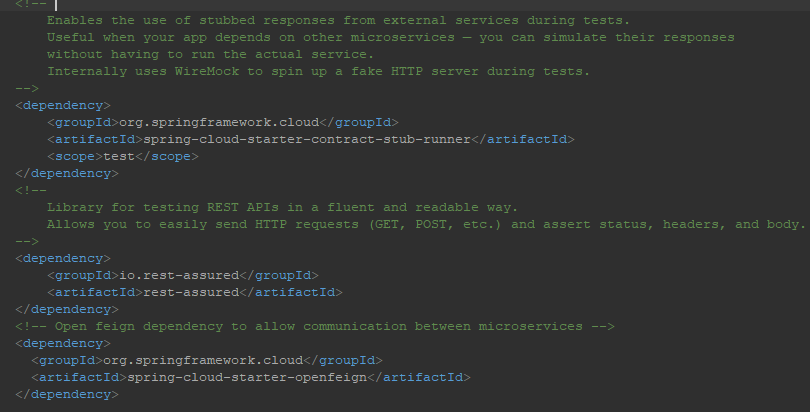 <!--
Enables the use of stubbed responses from external services during tests.
Useful when your app depends on other microservices — you can simulate their responses
without having to run the actual service.
Internally uses WireMock to spin up a fake HTTP server during tests.
-->
<dependency>
<groupId>org.springframework.cloud</groupId>
<artifactId>spring-cloud-starter-contract-stub-runner</artifactId>
<scope>test</scope>
</dependency>
<!--
Library for testing REST APIs in a fluent and readable way.
Allows you to easily send HTTP requests (GET, POST, etc.) and assert status, headers, and body.
-->
<dependency>
<groupId>io.rest-assured</groupId>
<artifactId>rest-assured</artifactId>
</dependency>
<!-- Open feign dependency to allow communication between microservices -->
<dependency>
<groupId>org.springframework.cloud</groupId>
<artifactId>spring-cloud-starter-openfeign</artifactId>
</dependency>